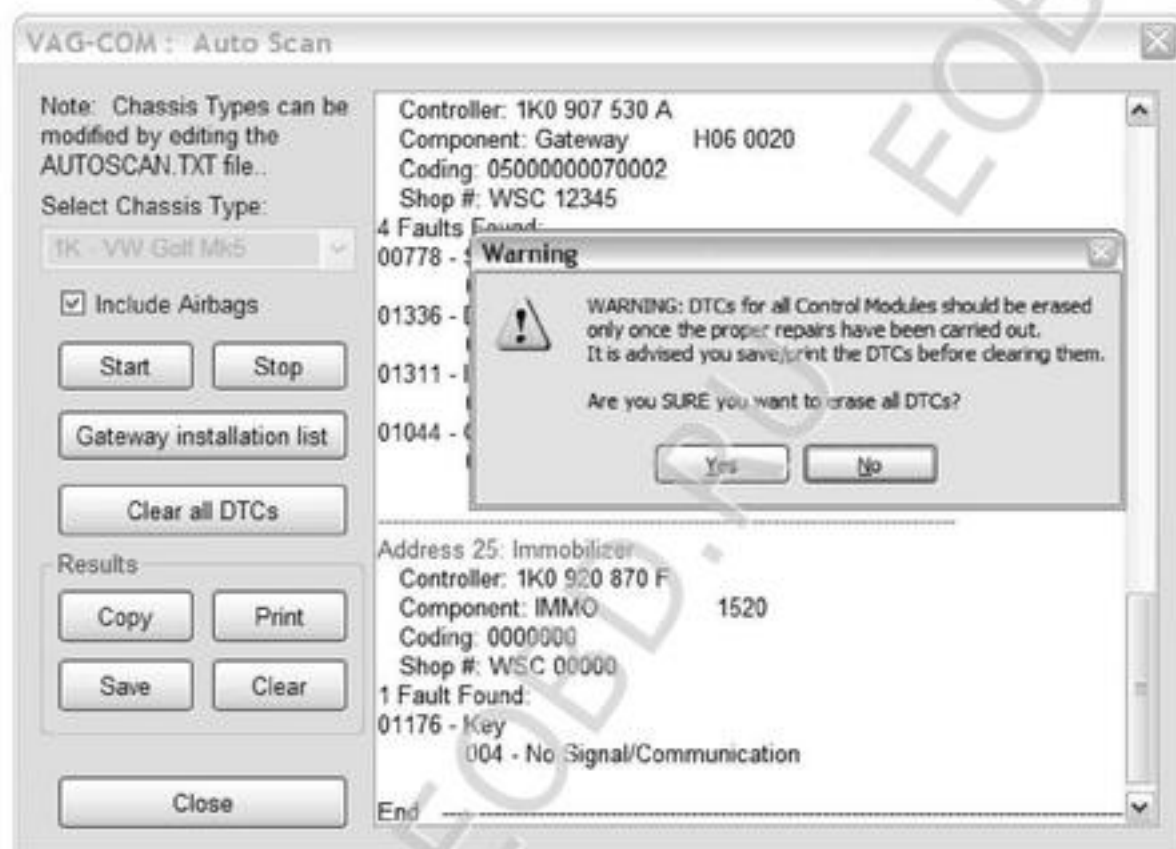 VAG-COM: Auto Scan
Note: Chassis Types can be
modified by editing the
AUTOSCAN.TXT file..
Select Chassis Type:
1K - VW Golf Mk5
Include Airbags
Start
Stop
Gateway installation list
Clear all DTCs
Results
Copy
Print
Save
Clear
Close
Controller: 1K0 907 530 A
Component: Gateway H06 0020
Coding: 05000000070002
Shop #: WSC 12345
4 Faults Found:
00778 -
01336 -
01311 -
01044 -
Warning
WARNING: DTCs for all Control Modules should be erased
only once the proper repairs have been carried out.
It is advised you save/print the DTCs before clearing them.
Are you SURE you want to erase all DTCs?
Yes
No
Address 25: Immobilizer
Controller: 1K0 920 870 F
Component: IMMO 1520
Coding: 0000000
Shop #: WSC 00000
1 Fault Found:
01176 - Key
004 - No Signal/Communication
End
EOBD.RU
EOB